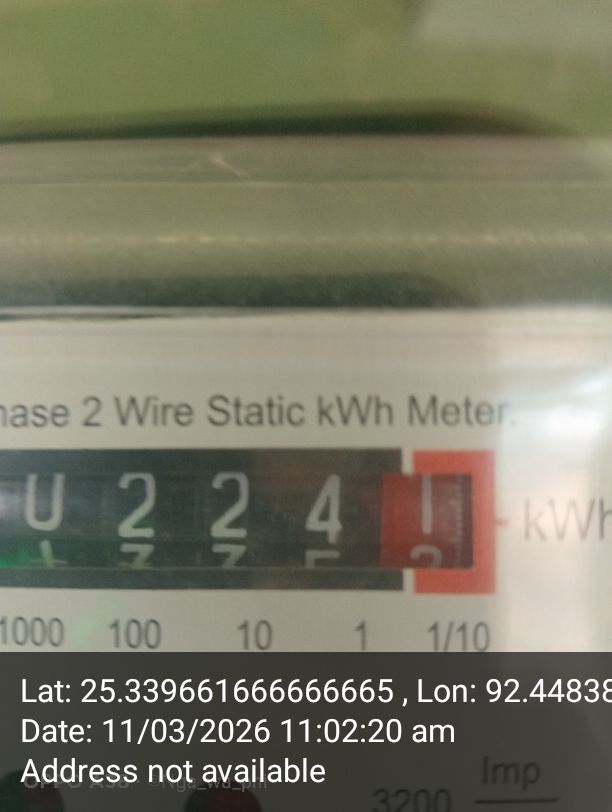 hase 2 Wire Static kWh Meter.
0 2 2 4 1
kWh
1000 100 10 1 1/10
Lat: 25.339661666666665 , Lon: 92.44838
Date: 11/03/2026 11:02:20 am
Address not available
Imp
3200